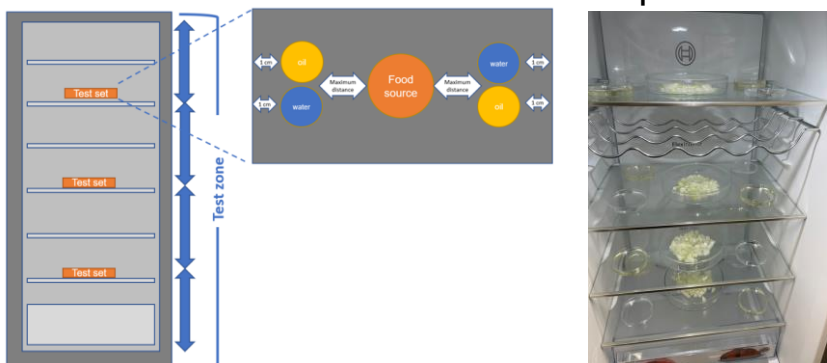 Test set
Test set
Test set
Test zone
1 cm
oil
1 cm
water
Maximum
distance
Food
source
Maximum
distance
water
1 cm
oil
1 cm
BOSCH